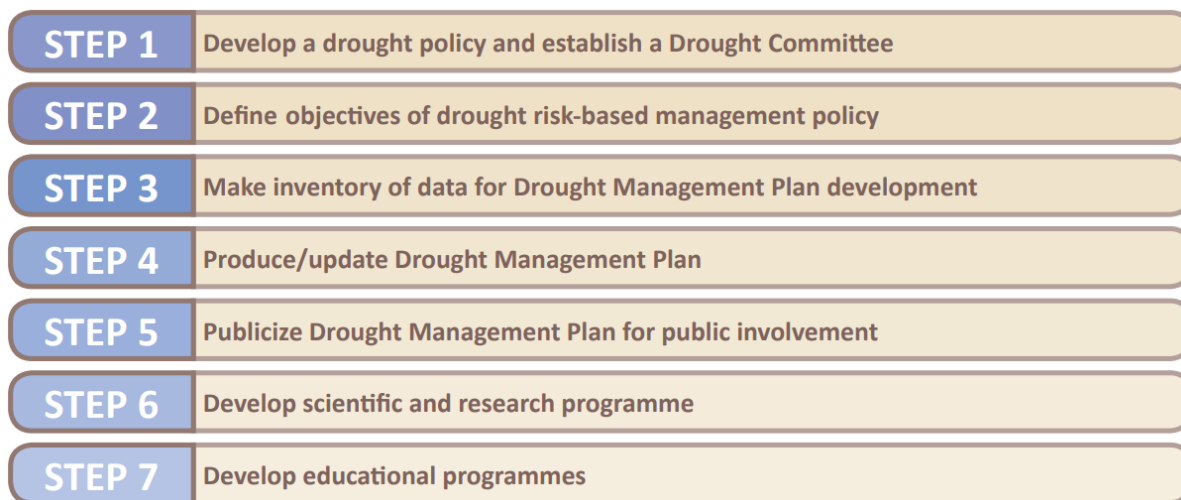 STEP 1 Develop a drought policy and establish a Drought Committee
STEP 2 Define objectives of drought risk-based management policy
STEP 3 Make inventory of data for Drought Management Plan development
STEP 4 Produce/update Drought Management Plan
STEP 5 Publicize Drought Management Plan for public involvement
STEP 6 Develop scientific and research programme
STEP 7 Develop educational programmes